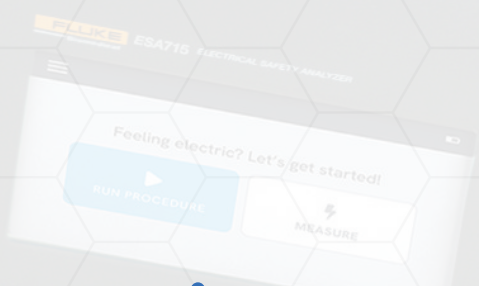 FLUKE
ESA715 ELECTRICAL SAFETY ANALYZER
Feeling electric? Let's get started!
RUN PROCEDURE
MEASURE